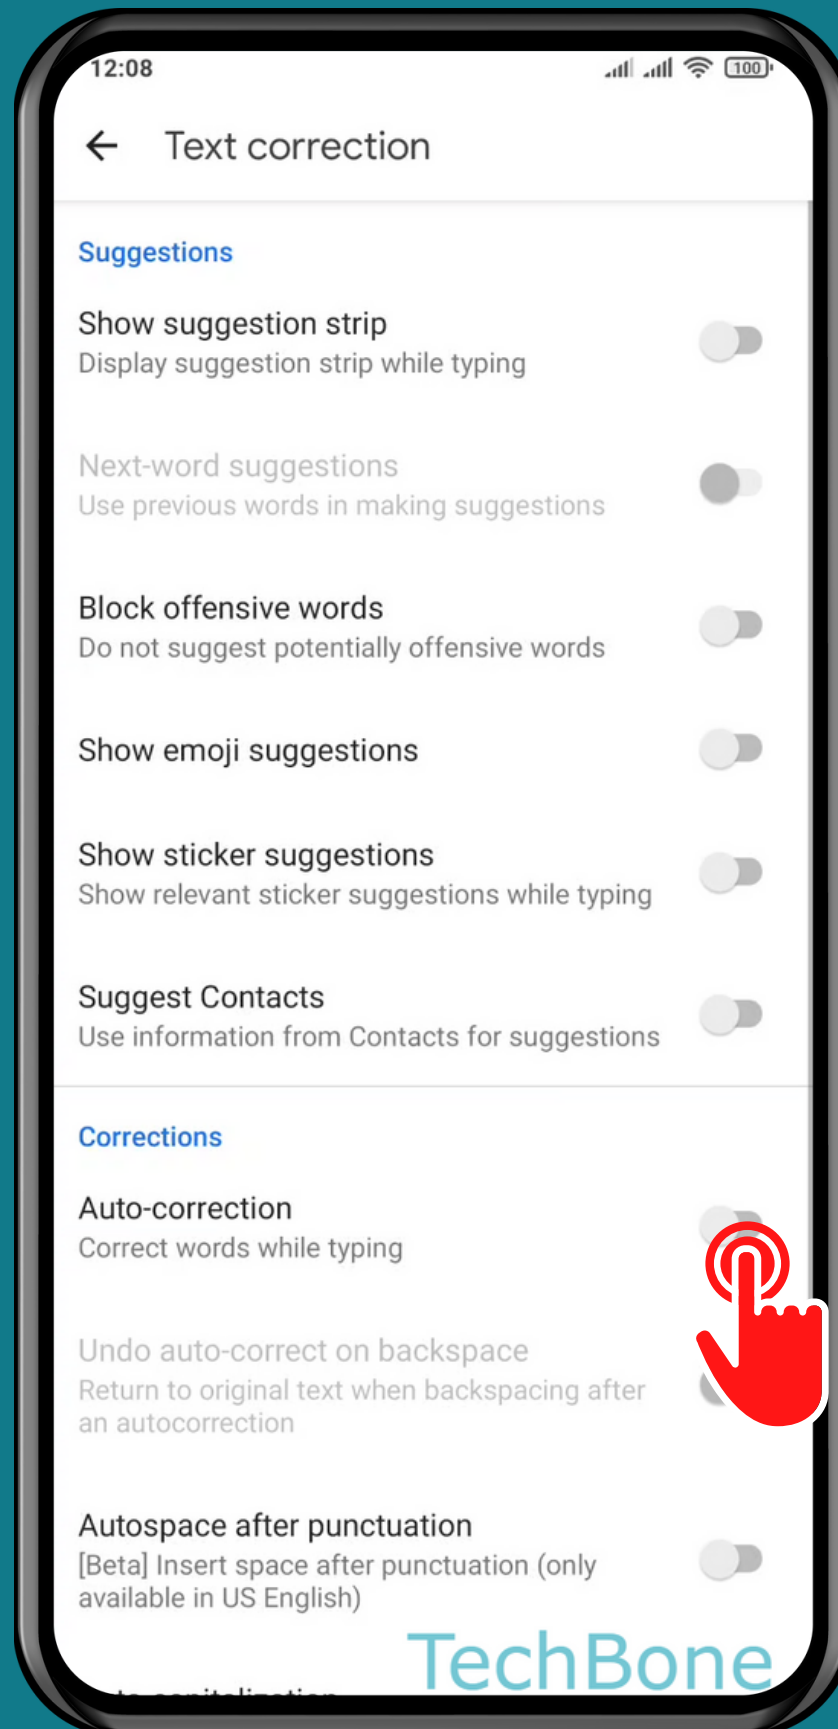 12:08
100
Text correction
Suggestions
Show suggestion strip
Display suggestion strip while typing
Next-word suggestions
Use previous words in making suggestions
Block offensive words
Do not suggest potentially offensive words
Show emoji suggestions
Show sticker suggestions
Show relevant sticker suggestions while typing
Suggest Contacts
Use information from Contacts for suggestions
Corrections
Auto-correction
Correct words while typing
Undo auto-correct on backspace
Return to original text when backspacing after
an autocorrection
Autospace after punctuation
[Beta] Insert space after punctuation (only
available in US English)
TechBone